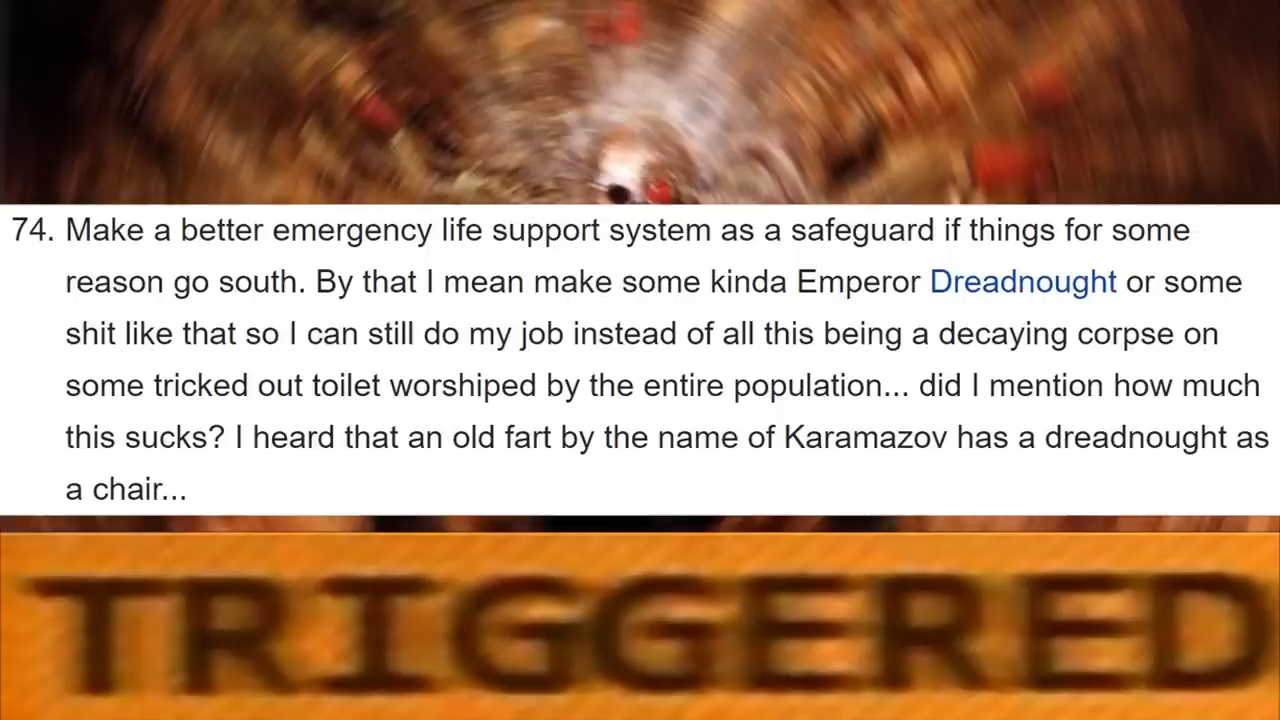 74. Make a better emergency life support system as a safeguard if things for some
reason go south. By that I mean make some kinda Emperor Dreadnought or some
shit like that so I can still do my job instead of all this being a decaying corpse on
some tricked out toilet worshiped by the entire population... did I mention how much
this sucks? I heard that an old fart by the name of Karamazov has a dreadnought as
a chair...
TRIGGERED